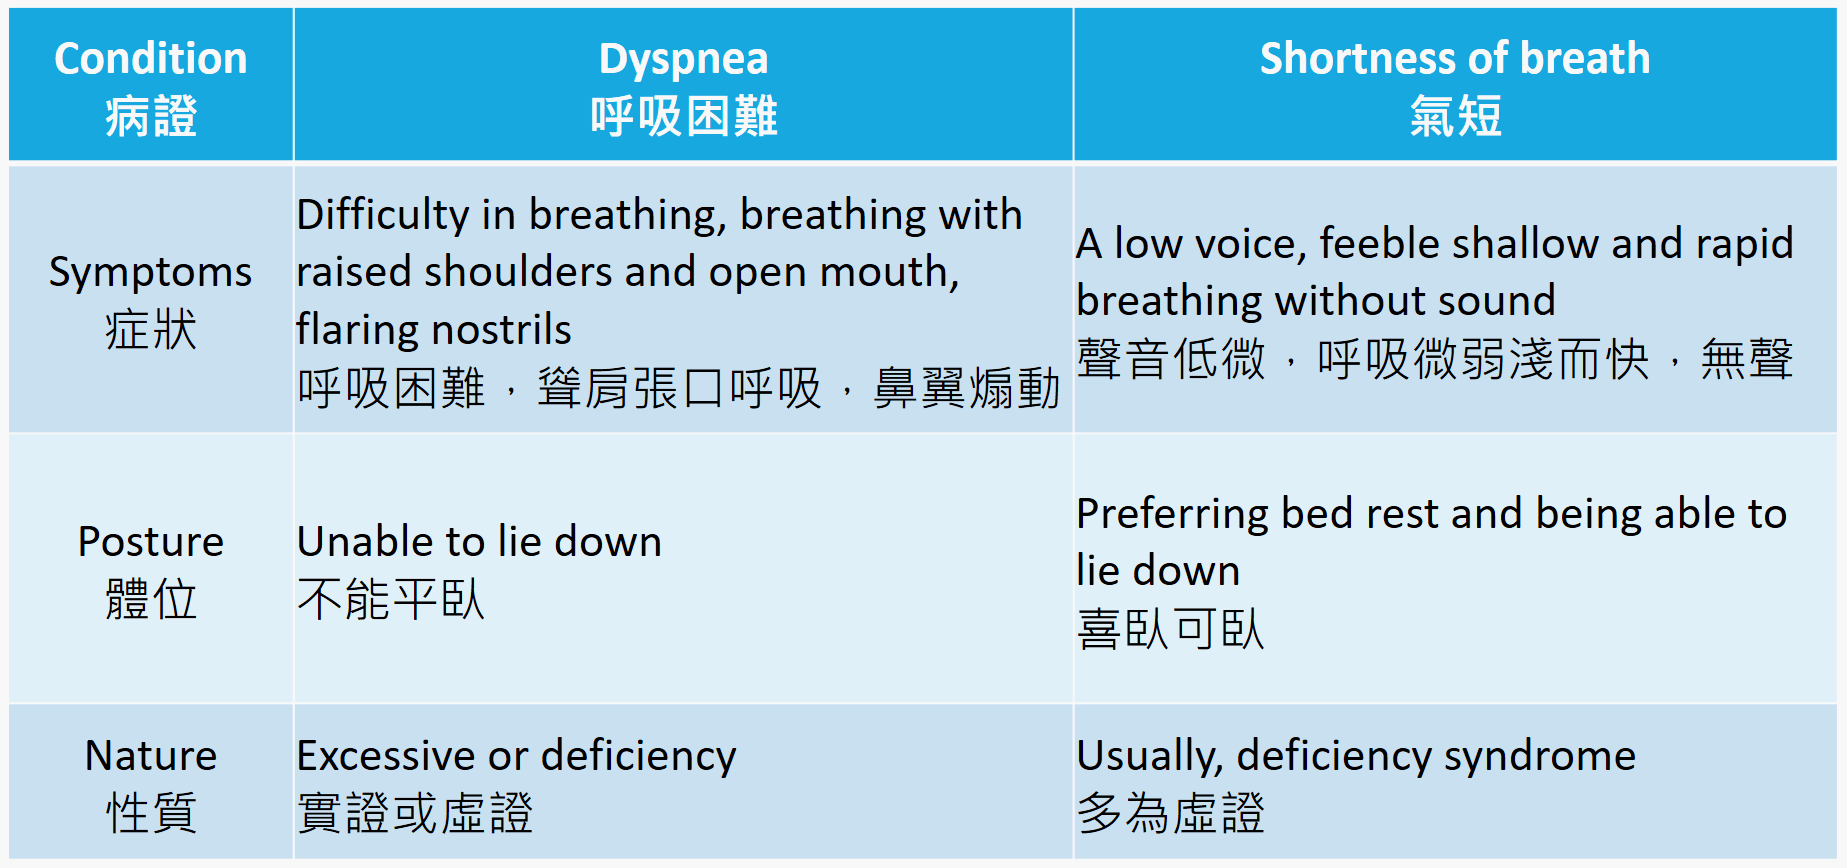 Condition
病證
Dyspnea
呼吸困難
Shortness of breath
氣短
Symptoms
症狀
Difficulty in breathing, breathing with
raised shoulders and open mouth,
flaring nostrils
呼吸困難，聳肩張口呼吸，鼻翼煽動
A low voice, feeble shallow and rapid
breathing without sound
聲音低微，呼吸微弱淺而快，無聲
Posture
體位
Unable to lie down
不能平臥
Preferring bed rest and being able to
lie down
喜臥可臥
Nature
性質
Excessive or deficiency
實證或虛證
Usually, deficiency syndrome
多為虛證